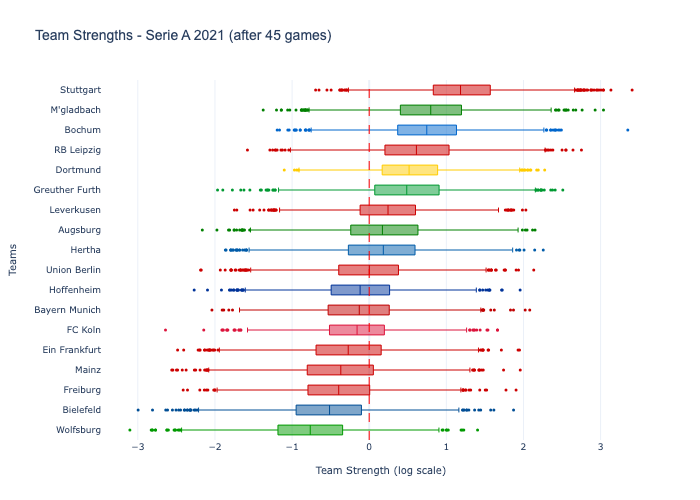 Team Strengths - Serie A 2021 (after 45 games)
Stuttgart
M'gladbach
Bochum
RB Leipzig
Dortmund
Greuther Furth
Leverkusen
Augsburg
Hertha
Union Berlin
Hoffenheim
Bayern Munich
FC Koln
Ein Frankfurt
Mainz
Freiburg
Bielefeld
Wolfsburg
Teams
−3 −2 −1 0 1 2 3
Team Strength (log scale)